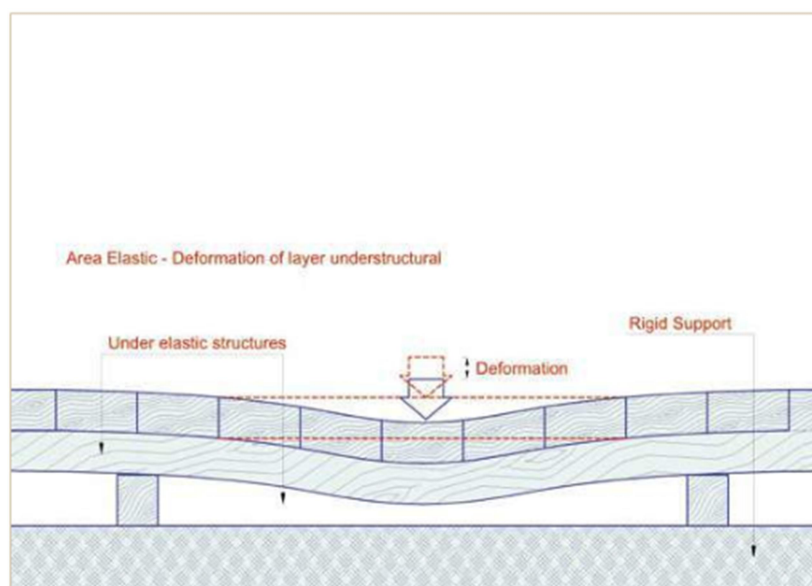 Area Elastic - Deformation of layer understructural
Rigid Support
Under elastic structures
Deformation